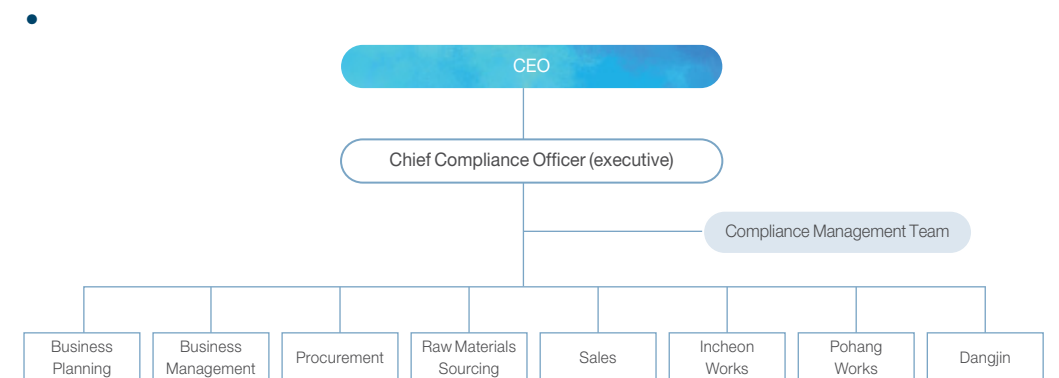 CEO
Chief Compliance Officer (executive)
Compliance Management Team
Business
Planning
Business
Management
Procurement
Raw Materials
Sourcing
Sales
Incheon
Works
Pohang
Works
Dangjin